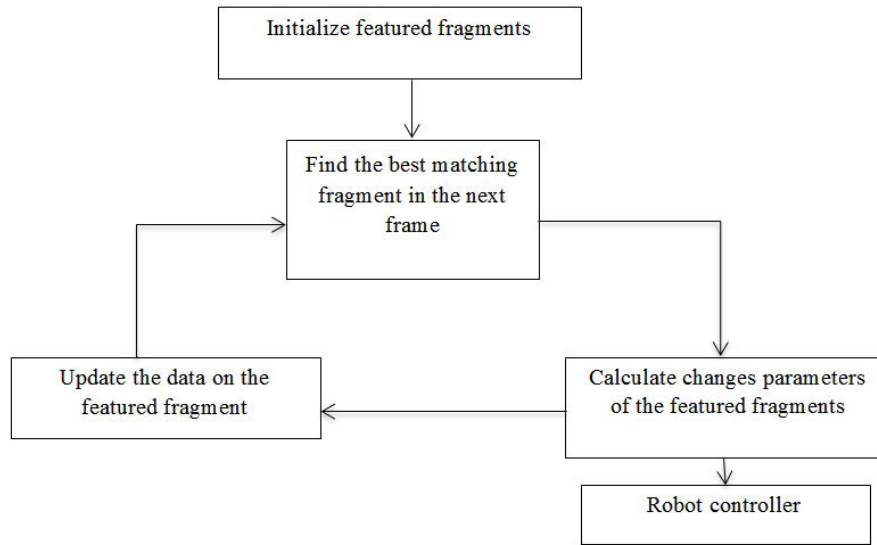 Initialize featured fragments
Find the best matching
fragment in the next
frame
Update the data on the
featured fragment
Calculate changes parameters
of the featured fragments
Robot controller